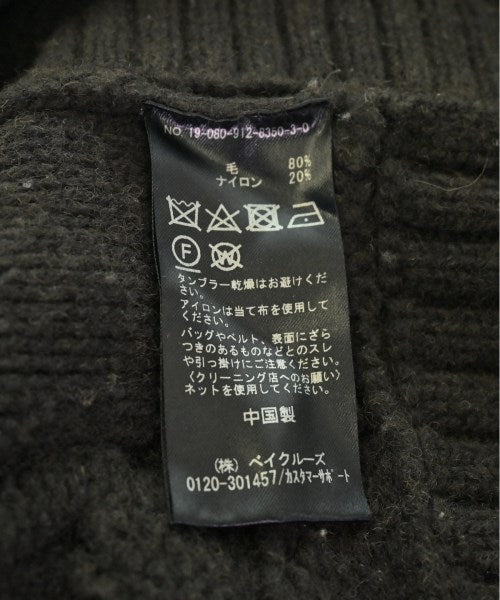 NO. 19-080-912-8350-3-0
毛 80%
ナイロン 20%
F W
タンブラー乾燥はお避けくだ
さい。
アイロンは当て布を使用して
ください。
バッグやベルト、表面にざら
つきのあるものなどとのスレ
や引っ掛けにご注意ください。
〈クリーニング店へのお願い〉
ネットを使用してください。
中国製
(株) ベイクルーズ
0120-301457/カスタマーサポート